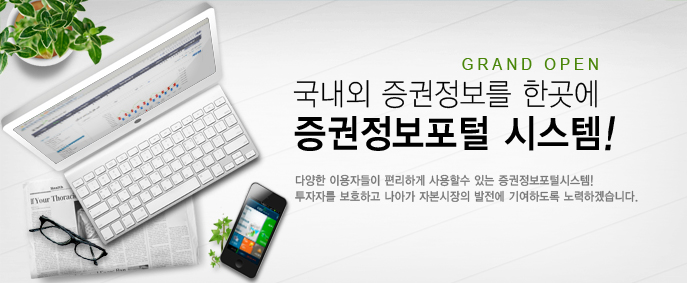 GRAND OPEN
국내외 증권정보를 한곳에
증권정보포털 시스템!
다양한 이용자들이 편리하게 사용할수 있는 증권정보포털시스템!
투자자를 보호하고 나아가 자본시장의 발전에 기여하도록 노력하겠습니다.
If Your Thorac